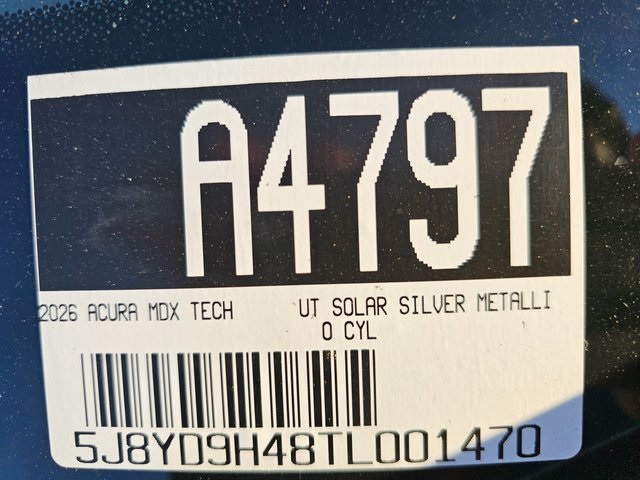 A4797
2026 ACURA MDX TECH UT SOLAR SILVER METALLI
0 CYL
5J8YD9H48TL001470